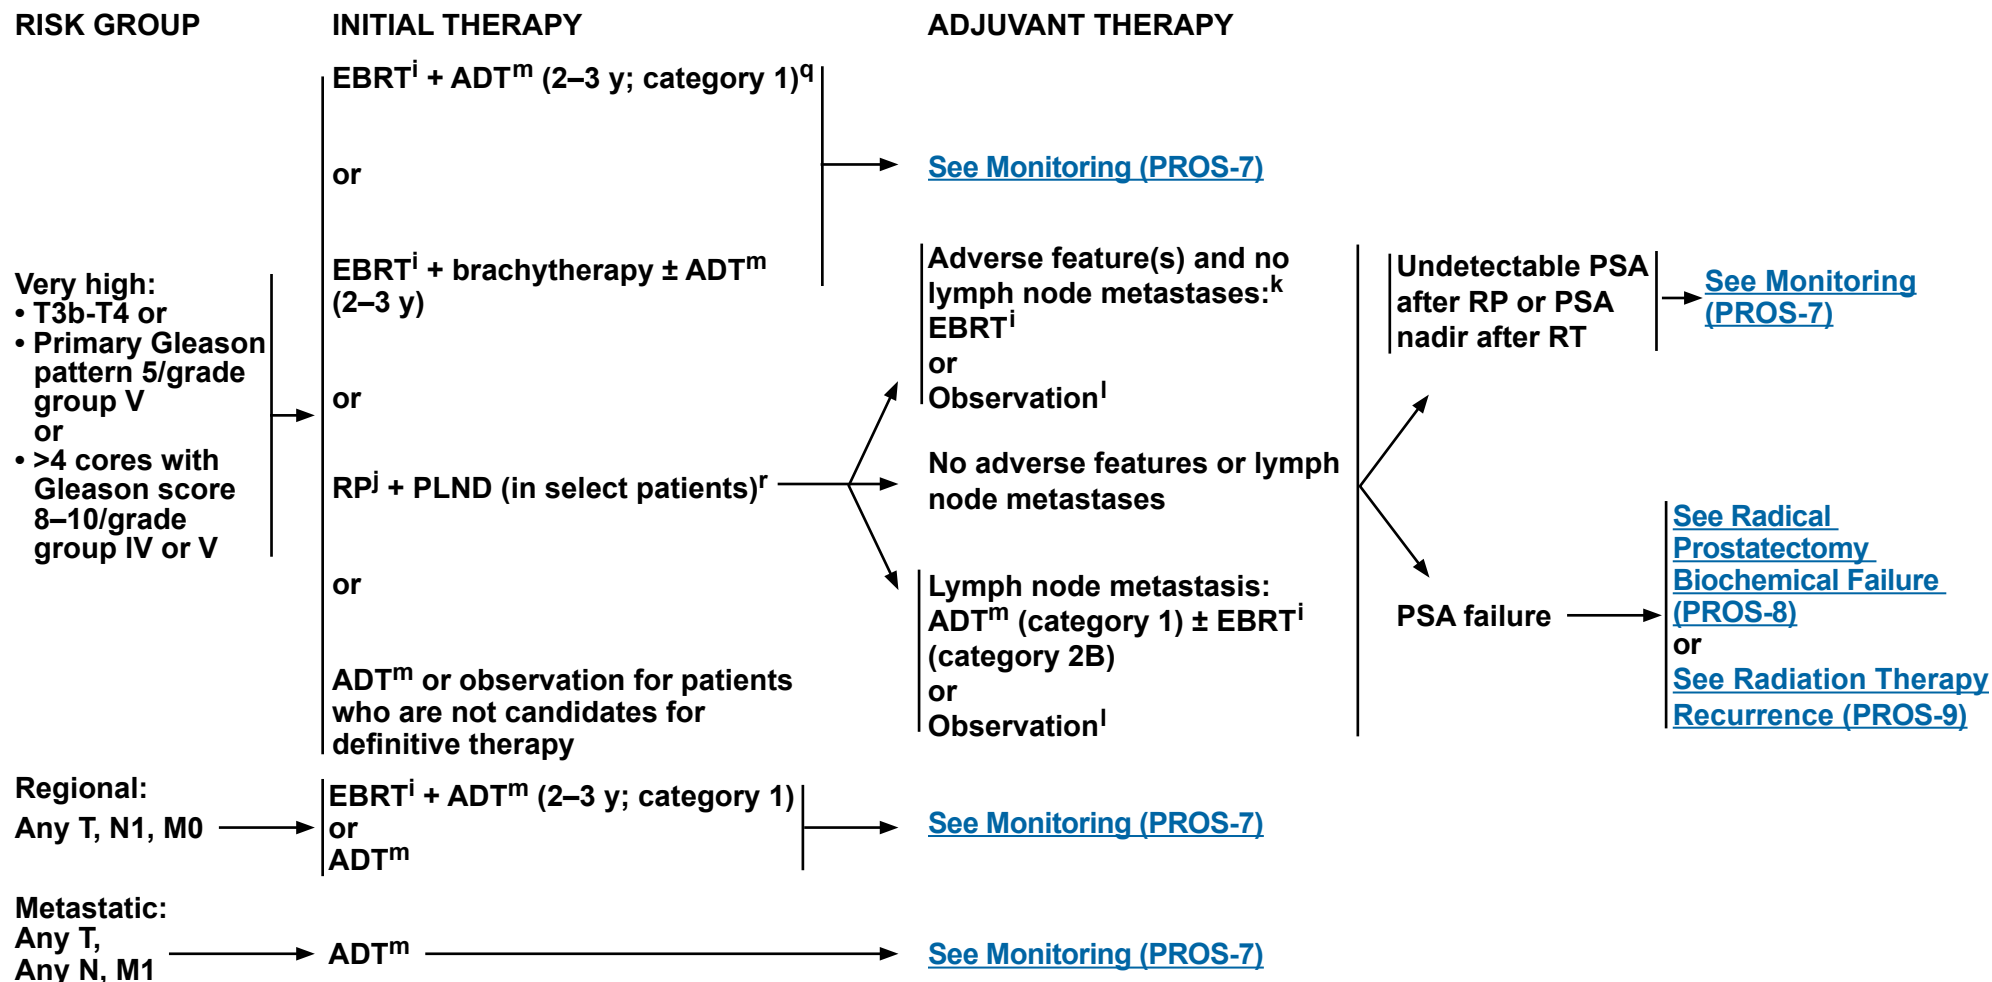 RISK GROUP
INITIAL THERAPY
ADJUVANT THERAPY
Very high:
• T3b-T4 or
• Primary Gleason
pattern 5/grade
group V
or
• >4 cores with
Gleason score
8–10/grade
group IV or V
EBRTⁱ + ADTᵐ (2–3 y; category 1)q
or
EBRTⁱ + brachytherapy ± ADTᵐ
(2–3 y)
or
RPʲ + PLND (in select patients)ʳ
or
ADTᵐ or observation for patients
who are not candidates for
definitive therapy
See Monitoring (PROS-7)
Adverse feature(s) and no
lymph node metastases:ᵏ
EBRTⁱ
or
Observationˡ
No adverse features or lymph
node metastases
Lymph node metastasis:
ADTᵐ (category 1) ± EBRTⁱ
(category 2B)
or
Observationˡ
Undetectable PSA
after RP or PSA
nadir after RT
See Monitoring
(PROS-7)
PSA failure
See Radical
Prostatectomy
Biochemical Failure
(PROS-8)
or
See Radiation Therapy
Recurrence (PROS-9)
Regional:
Any T, N1, M0
EBRTⁱ + ADTᵐ (2–3 y; category 1)
or
ADTᵐ
See Monitoring (PROS-7)
Metastatic:
Any T,
Any N, M1
ADTᵐ
See Monitoring (PROS-7)